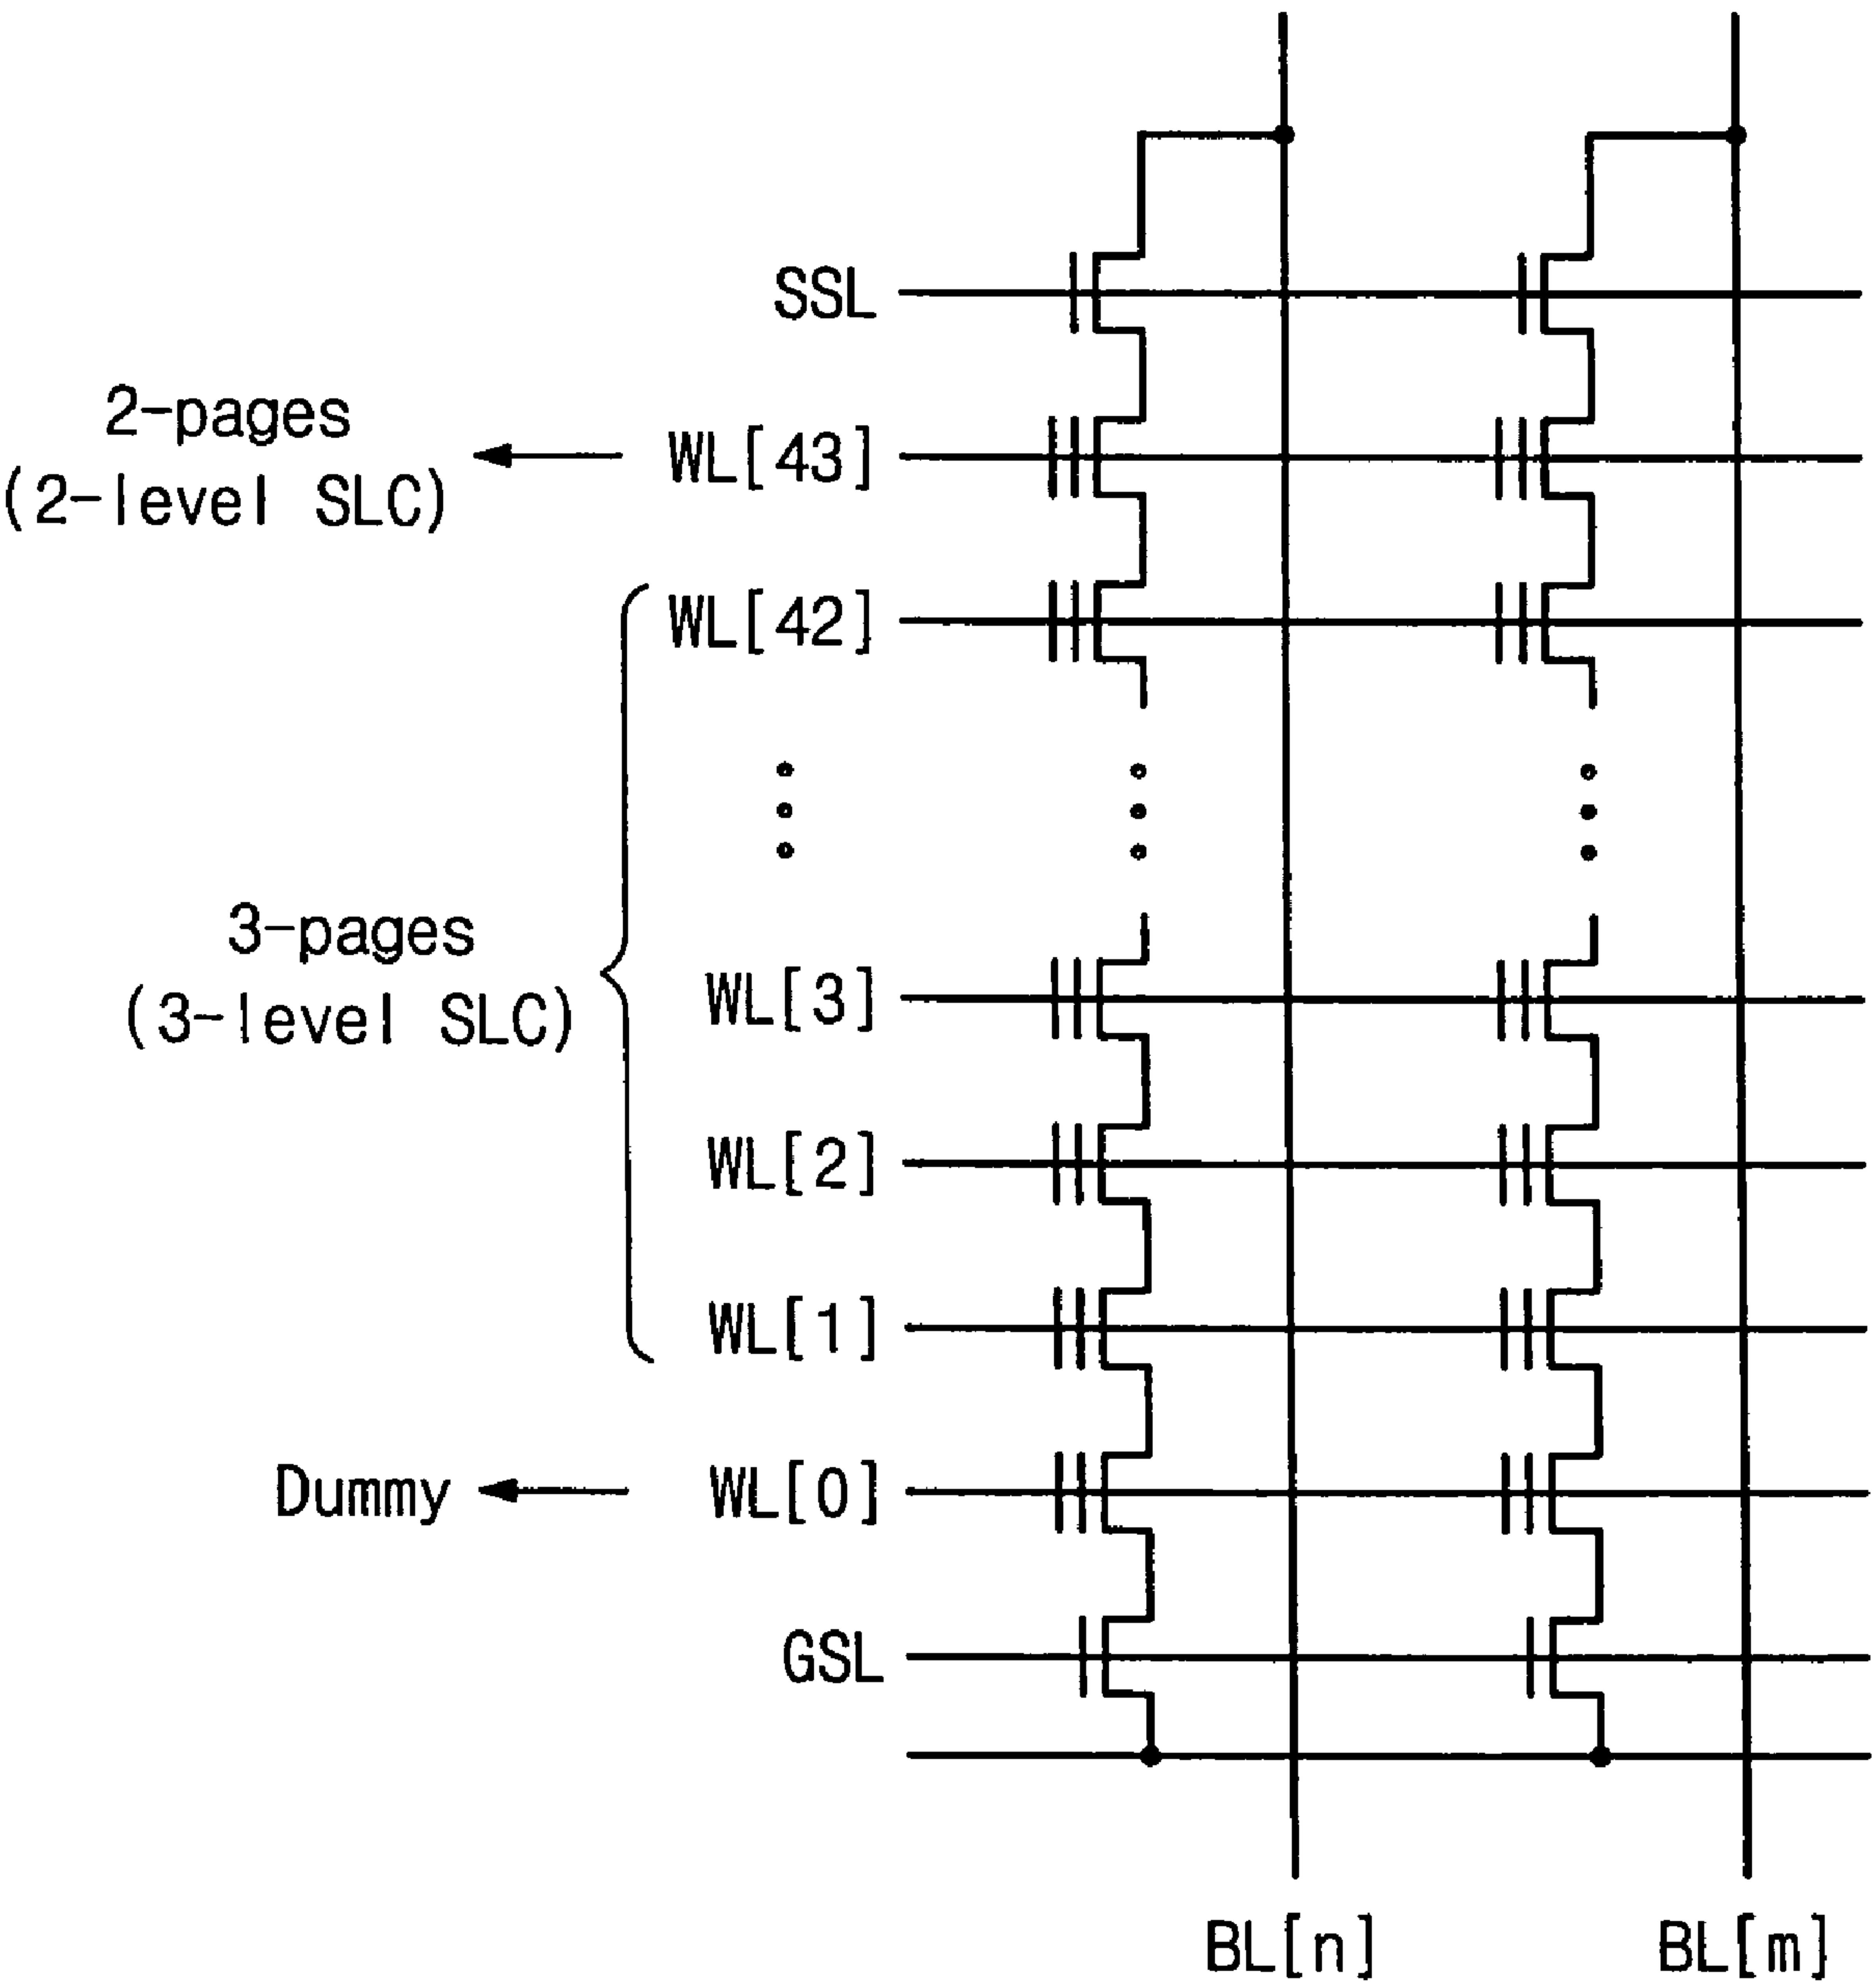 SSL
2-pages
(2-level SLC)
WL[43]
WL[42]
3-pages
(3-level SLC)
WL[3]
WL[2]
WL[1]
Dummy
WL[0]
GSL
BL[n]
BL[m]